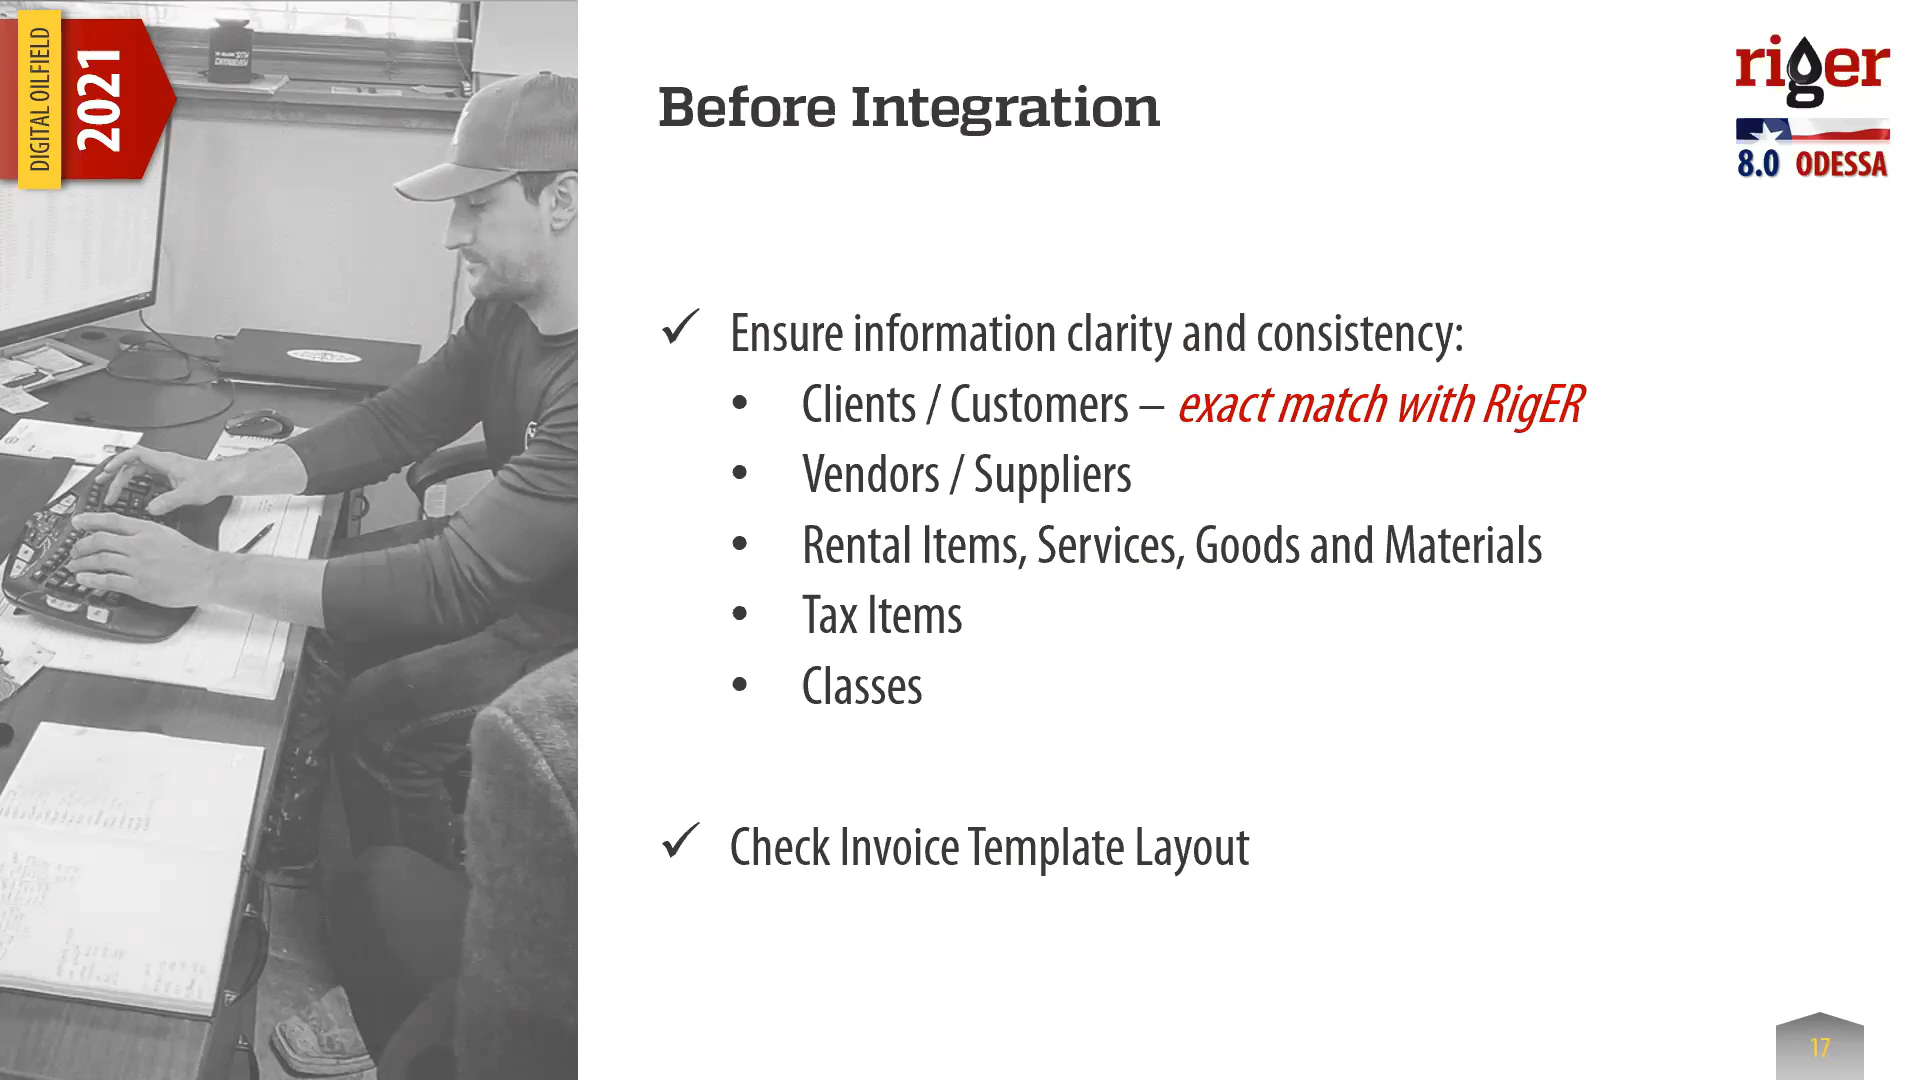 DIGITAL OILFIELD
2021
Before Integration
riger
8.0 ODESSA
✓ Ensure information clarity and consistency:
• Clients / Customers – exact match with RigER
• Vendors / Suppliers
• Rental Items, Services, Goods and Materials
• Tax Items
• Classes
✓ Check Invoice Template Layout
17